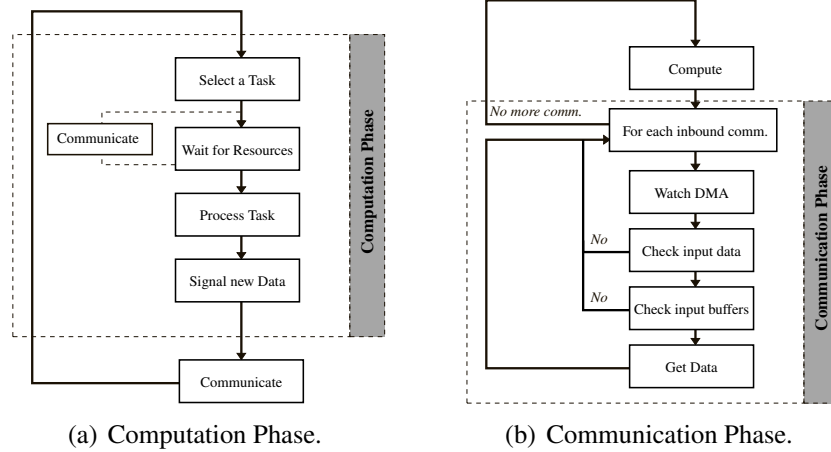 Select a Task
Communicate
Wait for Resources
Process Task
Signal new Data
Communicate
Computation Phase
(a) Computation Phase.
Compute
No more comm.
For each inbound comm.
Watch DMA
No
Check input data
No
Check input buffers
Get Data
Communication Phase
(b) Communication Phase.